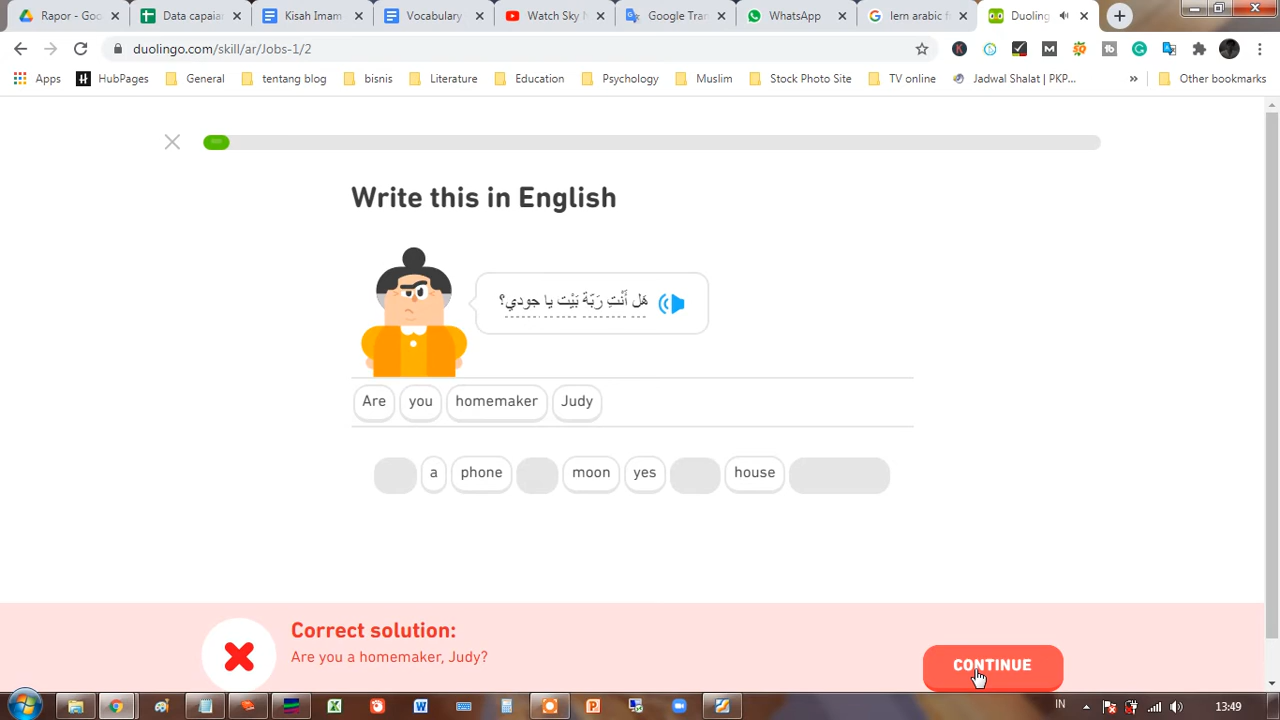 Rapor - Goo
Data capaia
Kisah Imam
Vocabulary
Watch Sky
Google Tra
WhatsApp
lern arabic f
Duoling
duolingo.com/skill/ar/Jobs-1/2
Apps
HubPages
General
tentang blog
bisnis
Literature
Education
Psychology
Muslim
Stock Photo Site
TV online
Jadwal Shalat | PKP...
»
Other bookmarks
Write this in English
هَل أَنْتِ رَبّة بَيْت يا جودي؟
Are you homemaker Judy
a phone moon yes house
Correct solution:
Are you a homemaker, Judy?
CONTINUE
IN
13:49